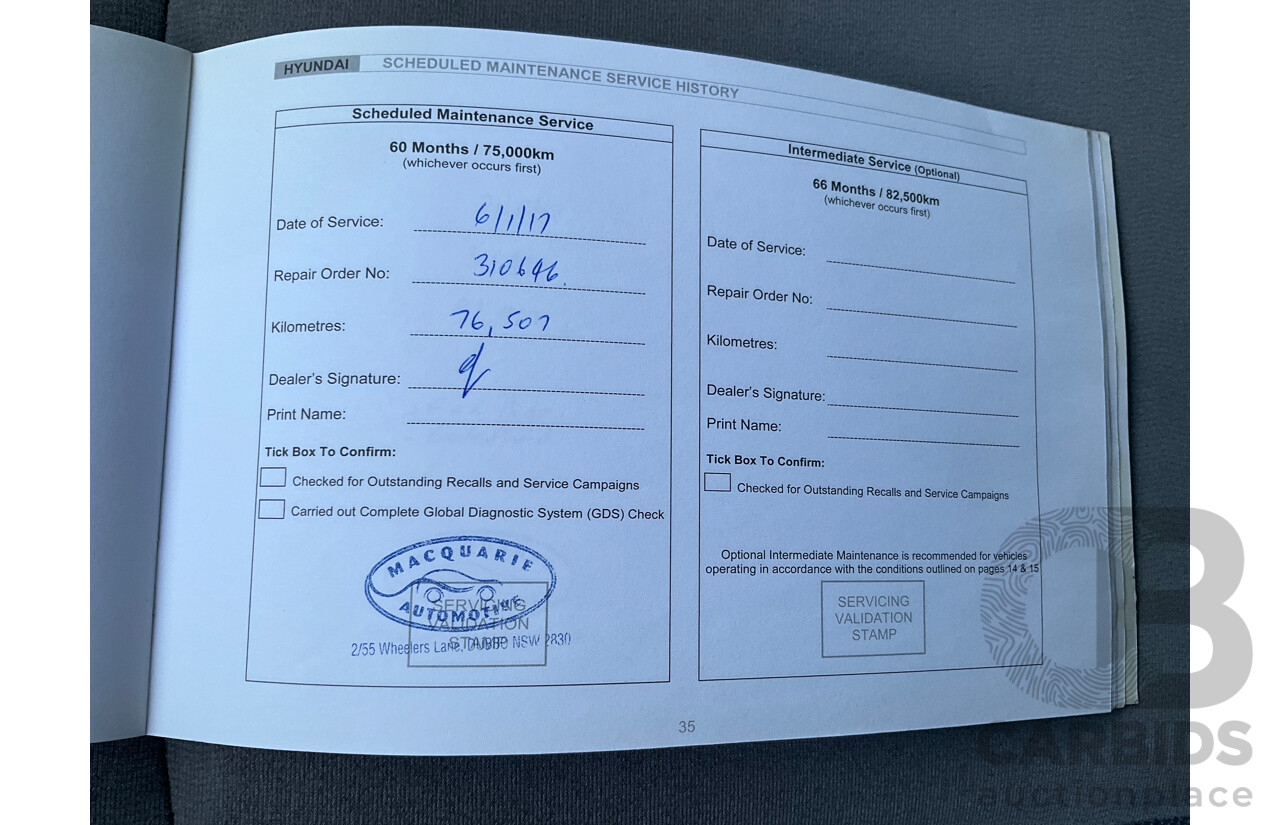 HYUNDAI SCHEDULED MAINTENANCE SERVICE HISTORY
Scheduled Maintenance Service
60 Months / 75,000km
(whichever occurs first)
Date of Service: 6/1/17
Repair Order No: 310646
Kilometres: 76,507
Dealer's Signature:
Print Name:
Tick Box To Confirm:
Checked for Outstanding Recalls and Service Campaigns
Carried out Complete Global Diagnostic System (GDS) Check
MACQUARIE
AUTOMOTIVE
SERVICING
VALIDATION
STAMP
2/55 Wheelers Lane, DUBBO NSW 2830
Intermediate Service (Optional)
66 Months / 82,500km
(whichever occurs first)
Date of Service:
Repair Order No:
Kilometres:
Dealer's Signature:
Print Name:
Tick Box To Confirm:
Checked for Outstanding Recalls and Service Campaigns
Optional Intermediate Maintenance is recommended for vehicles
operating in accordance with the conditions outlined on pages 14 & 15
SERVICING
VALIDATION
STAMP
35
CB
CARBIDS
auctionplace